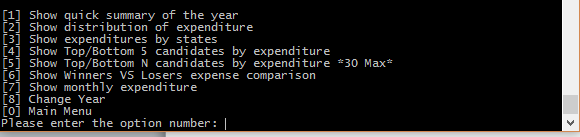 [1] Show quick summary of the year
[2] Show distribution of expenditure
[3] Show expenditures by states
[4] Show Top/Bottom 5 candidates by expenditure
[5] Show Top/Bottom N candidates by expenditure *30 Max*
[6] Show Winners VS Losers expense comparison
[7] Show monthly expenditure
[8] Change Year
[0] Main Menu
Please enter the option number: